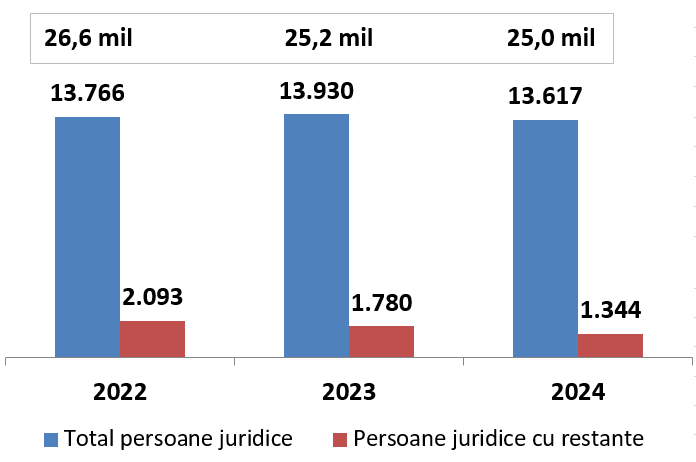 26,6 mil 25,2 mil 25,0 mil
13.766 13.930 13.617
2.093 1.780 1.344
2022 2023 2024
Total persoane juridice Persoane juridice cu restante